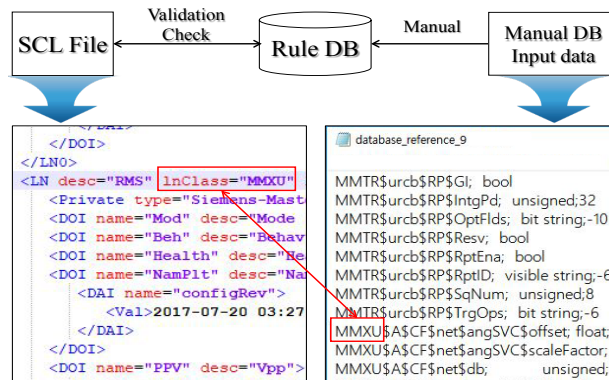 SCL File
Validation
Check
Rule DB
Manual
Manual DB
Input data
</DOI>
</LN0>
<LN desc="RMS" lnClass="MMXU"
<Private type="Siemens-Mast
<DOI name="Mod" desc="Mode
<DOI name="Beh" desc="Behav
<DOI name="Health" desc="He
<DOI name="NamPlt" desc="Na
<DAI name="configRev">
<Val>2017-07-20 03:27
</DAI>
</DOI>
<DOI name="PPV" desc="Vpp">
database_reference_9
MMTR$urcb$RP$GI; bool
MMTR$urcb$RP$IntgPd; unsigned;32
MMTR$urcb$RP$OptFlds; bit string;-10
MMTR$urcb$RP$Resv; bool
MMTR$urcb$RP$RptEna; bool
MMTR$urcb$RP$RptID; visible string;-6
MMTR$urcb$RP$SqNum; unsigned;8
MMTR$urcb$RP$TrgOps; bit string;-6
MMXU$A$CF$net$angSVC$offset; float;
MMXU$A$CF$net$angSVC$scaleFactor;
MMXU$A$CF$net$db; unsigned;